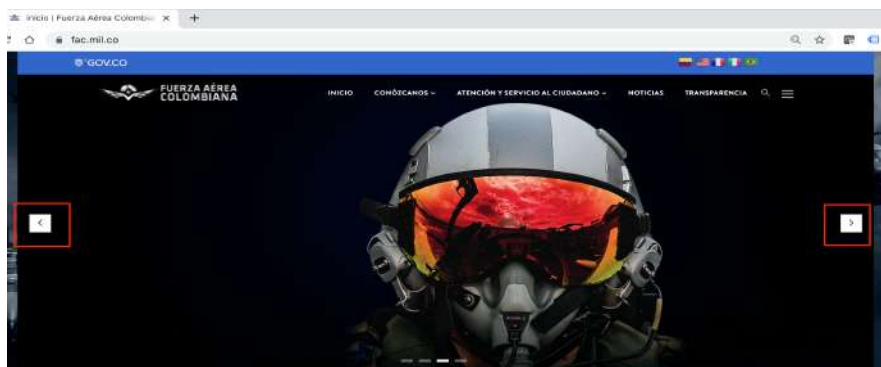 Inicio | Fuerza Aérea Colombia
fac.mil.co
GOV.CO
FUERZA AÉREA
COLOMBIANA
INICIO CONÓZCANOS ATENCIÓN Y SERVICIO AL CIUDADANO NOTICIAS TRANSPARENCIA